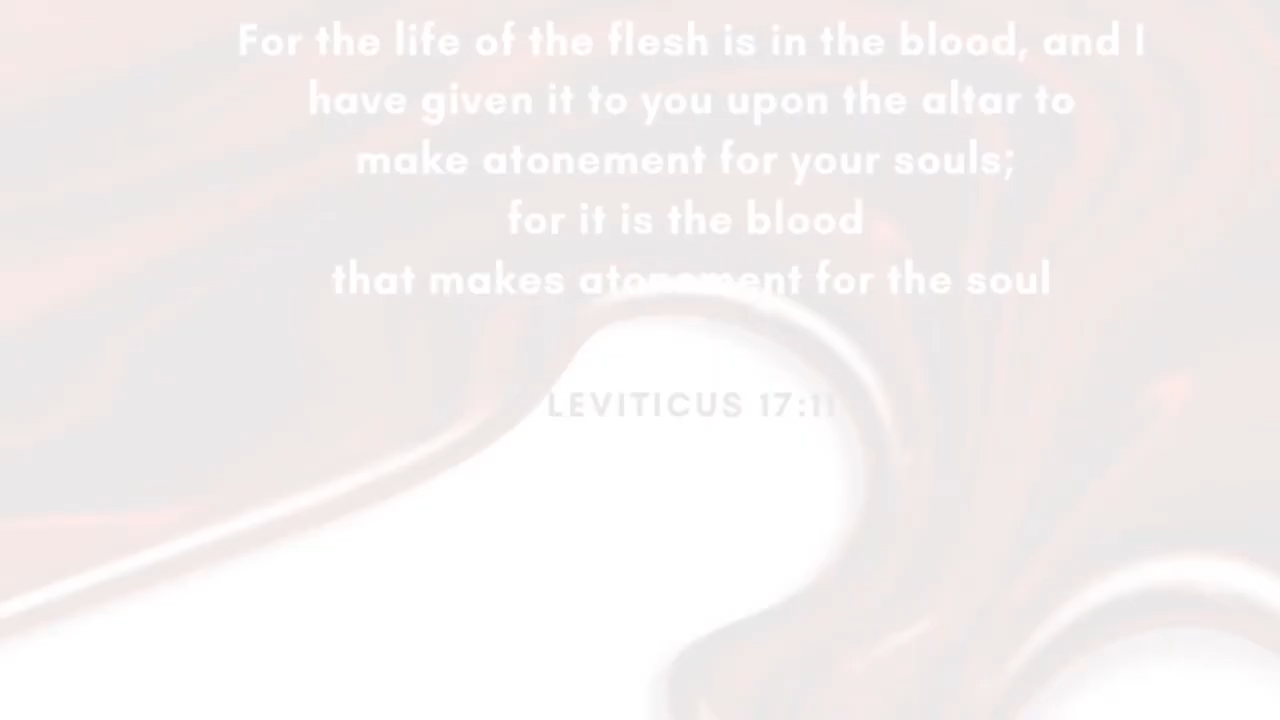 For the life of the flesh is in the blood, and I
have given it to you upon the altar to
make atonement for your souls;
for it is the blood
that makes atonement for the soul
LEVITICUS 17:11